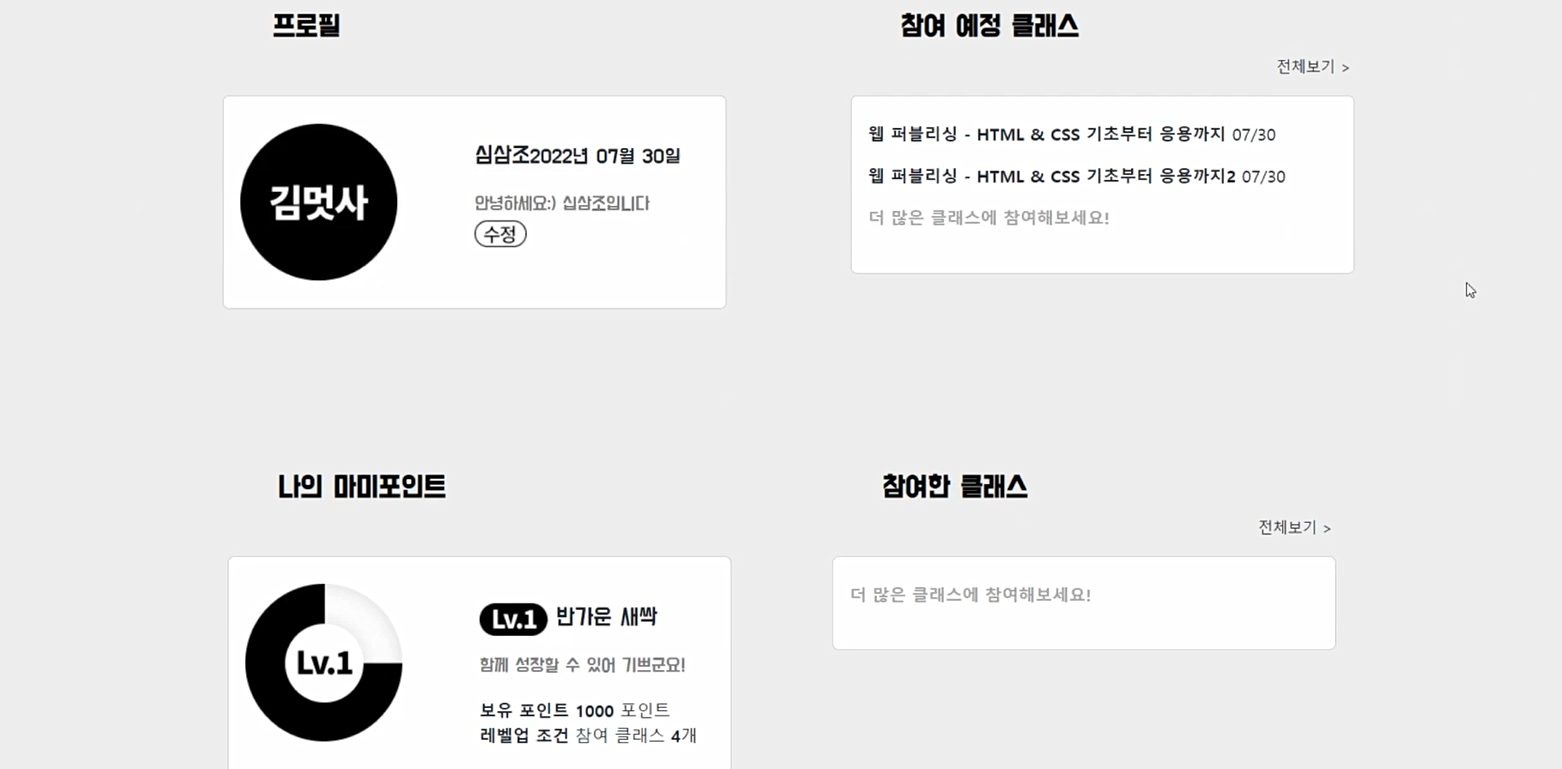 프로필
김멋사
심삼조2022년 07월 30일
안녕하세요:) 십삼조입니다
수정
참여 예정 클래스
전체보기 >
웹 퍼블리싱 - HTML & CSS 기초부터 응용까지 07/30
웹 퍼블리싱 - HTML & CSS 기초부터 응용까지2 07/30
더 많은 클래스에 참여해보세요!
나의 마미포인트
Lv.1
Lv.1 반가운 새싹
함께 성장할 수 있어 기쁘군요!
보유 포인트 1000 포인트
레벨업 조건 참여 클래스 4개
참여한 클래스
전체보기 >
더 많은 클래스에 참여해보세요!